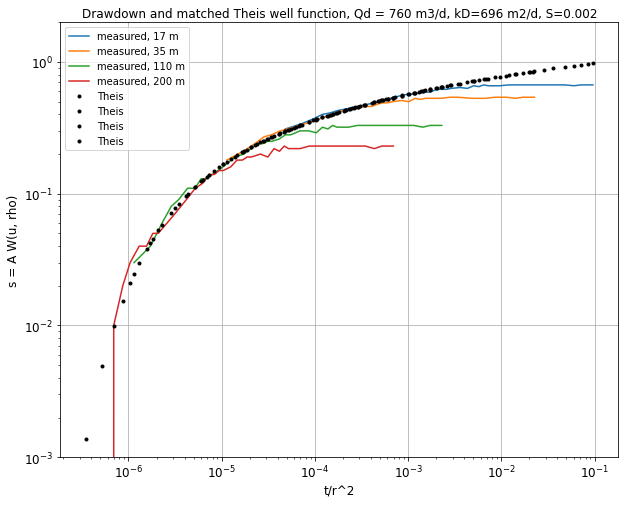 Drawdown and matched Theis well function, Qd = 760 m3/d, kD=696 m2/d, S=0.002
measured, 17 m
measured, 35 m
measured, 110 m
measured, 200 m
Theis
Theis
Theis
Theis
s = A W(u, rho)
10^0
10^-1
10^-2
10^-3
10^-6
10^-5
10^-4
10^-3
10^-2
10^-1
t/r^2